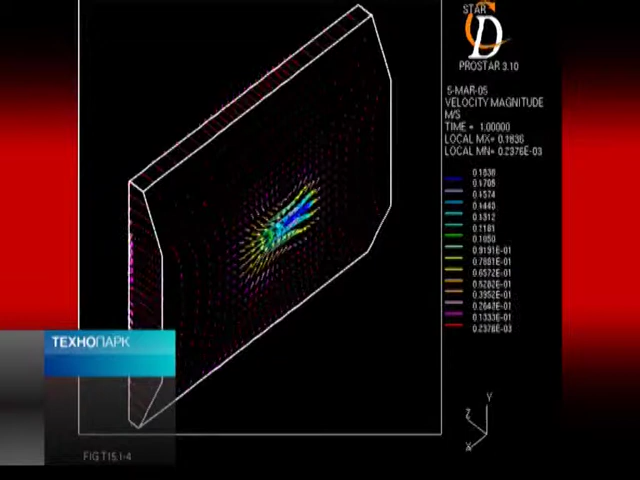 STAR
CD
PROSTAR 3.10
5-MAR-05
VELOCITY MAGNITUDE
M/S
TIME = 1.00000
LOCAL MX= 0.1836
LOCAL MN= 0.2376E-03
0.1836
0.1705
0.1574
0.1443
0.1312
0.1181
0.1050
0.9191E-01
0.7881E-01
0.6572E-01
0.5262E-01
0.3952E-01
0.2643E-01
0.1333E-01
0.2376E-03
ТЕХНОПАРК
Y
Z
X
FIG T15.1-4